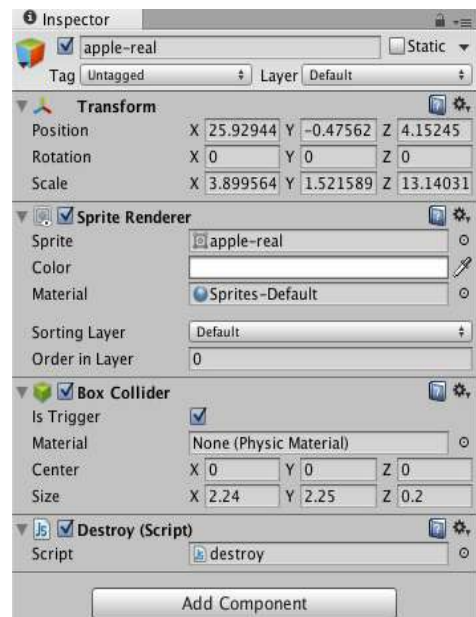 Inspector
apple-real Static
Tag Untagged Layer Default
Transform
Position X 25.92944 Y -0.47562 Z 4.15245
Rotation X 0 Y 0 Z 0
Scale X 3.899564 Y 1.521589 Z 13.14031
Sprite Renderer
Sprite apple-real
Color
Material Sprites-Default
Sorting Layer Default
Order in Layer 0
Box Collider
Is Trigger
Material None (Physic Material)
Center X 0 Y 0 Z 0
Size X 2.24 Y 2.25 Z 0.2
Js Destroy (Script)
Script destroy
Add Component